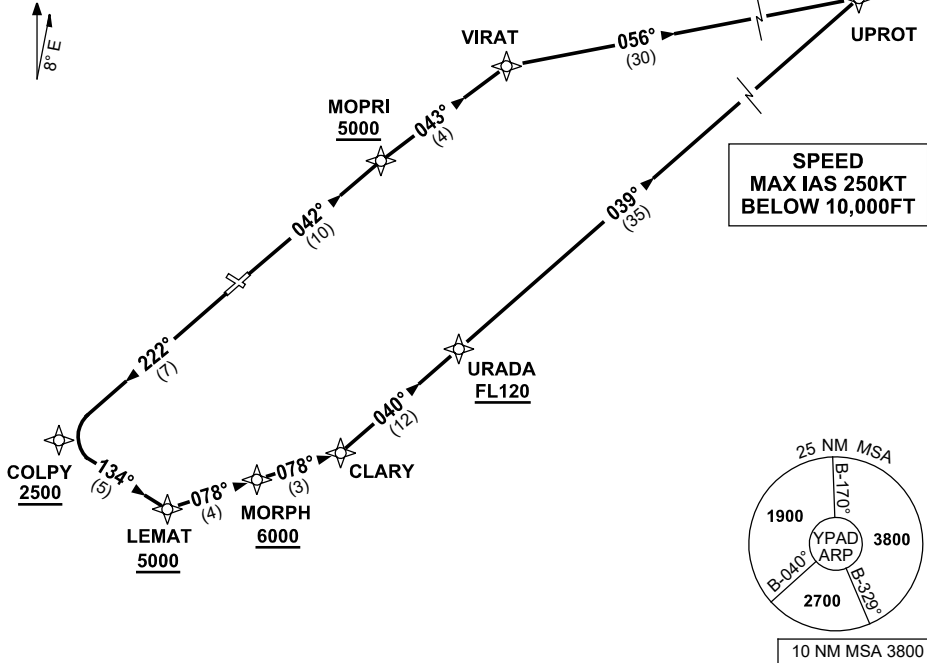 8° E
VIRAT
056°
(30)
UPROT
MOPRI
5000
043°
(4)
SPEED
MAX IAS 250KT
BELOW 10,000FT
042°
(10)
039°
(35)
222°
(7)
URADA
FL120
040°
(12)
COLPY
2500
134°
(5)
078°
(4)
078°
(3)
CLARY
LEMAT
5000
MORPH
6000
25 NM MSA
B-170°
1900
YPAD
ARP
3800
B-040°
B-329°
2700
10 NM MSA 3800